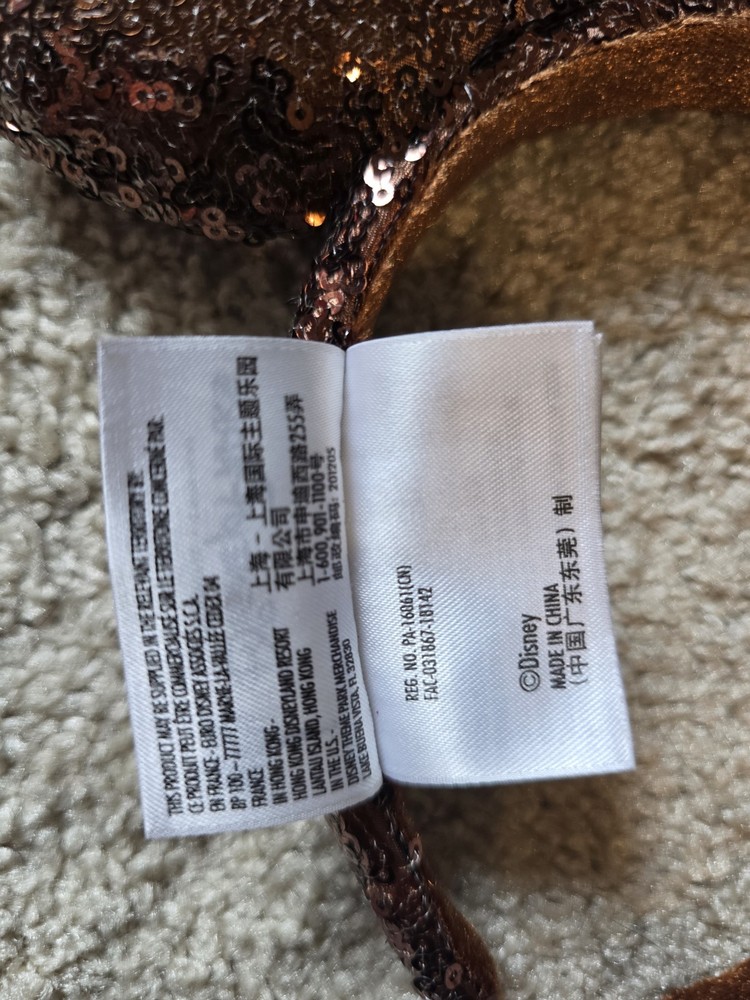 THIS PRODUCT MAY BE SUPPLIED IN THE RELEVANT TERRITORY BY:
CE PRODUIT PEUT ÊTRE COMMERCIALISÉ SUR LE TERRITOIRE CONCERNÉ PAR:
EN FRANCE- EURO DISNEY ASSOCIÉS S.C.A.
BP 100 – 77777 MARNE-LA-VALLÉE CEDEX 04
FRANCE
IN HONG KONG -
HONG KONG DISNEYLAND RESORT
LANTAU ISLAND, HONG KONG
IN THE U.S. -
DISNEY THEME PARK MERCHANDISE
LAKE BUENA VISTA, FL 32830
上海 - 上海国际主题乐园
有限公司
上海市申迪西路255弄
1-600, 901-1100号
邮政编码: 201205
REG. NO. PA-16061(CN)
FAC-031867-18142
©Disney
MADE IN CHINA
(中国广东东莞) 制